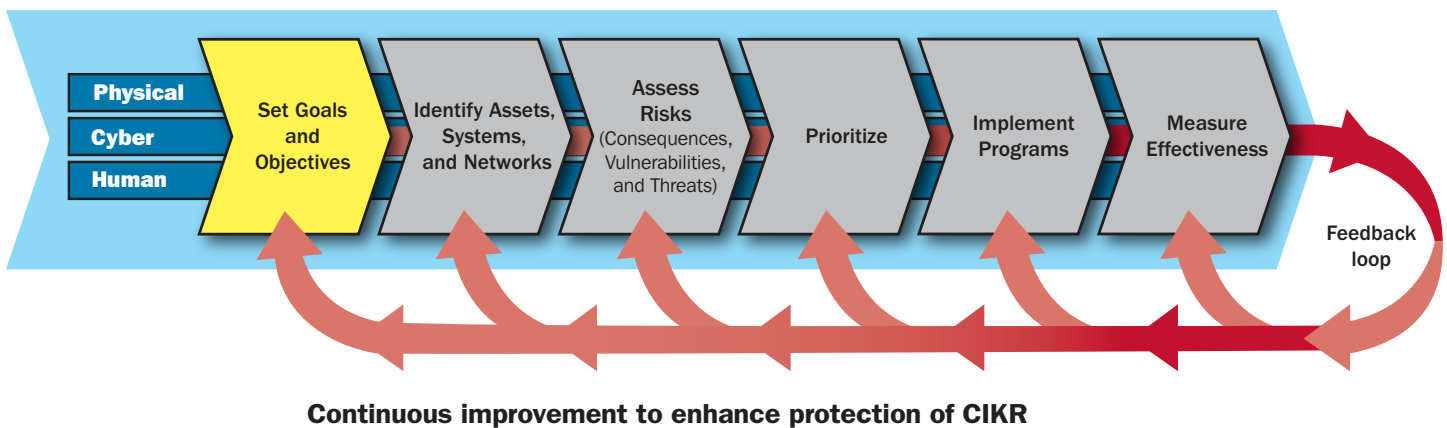 Physical
Cyber
Human
Set Goals
and
Objectives
Identify Assets,
Systems,
and Networks
Assess
Risks
(Consequences,
Vulnerabilities,
and Threats)
Prioritize
Implement
Programs
Measure
Effectiveness
Feedback
loop
Continuous improvement to enhance protection of CIKR